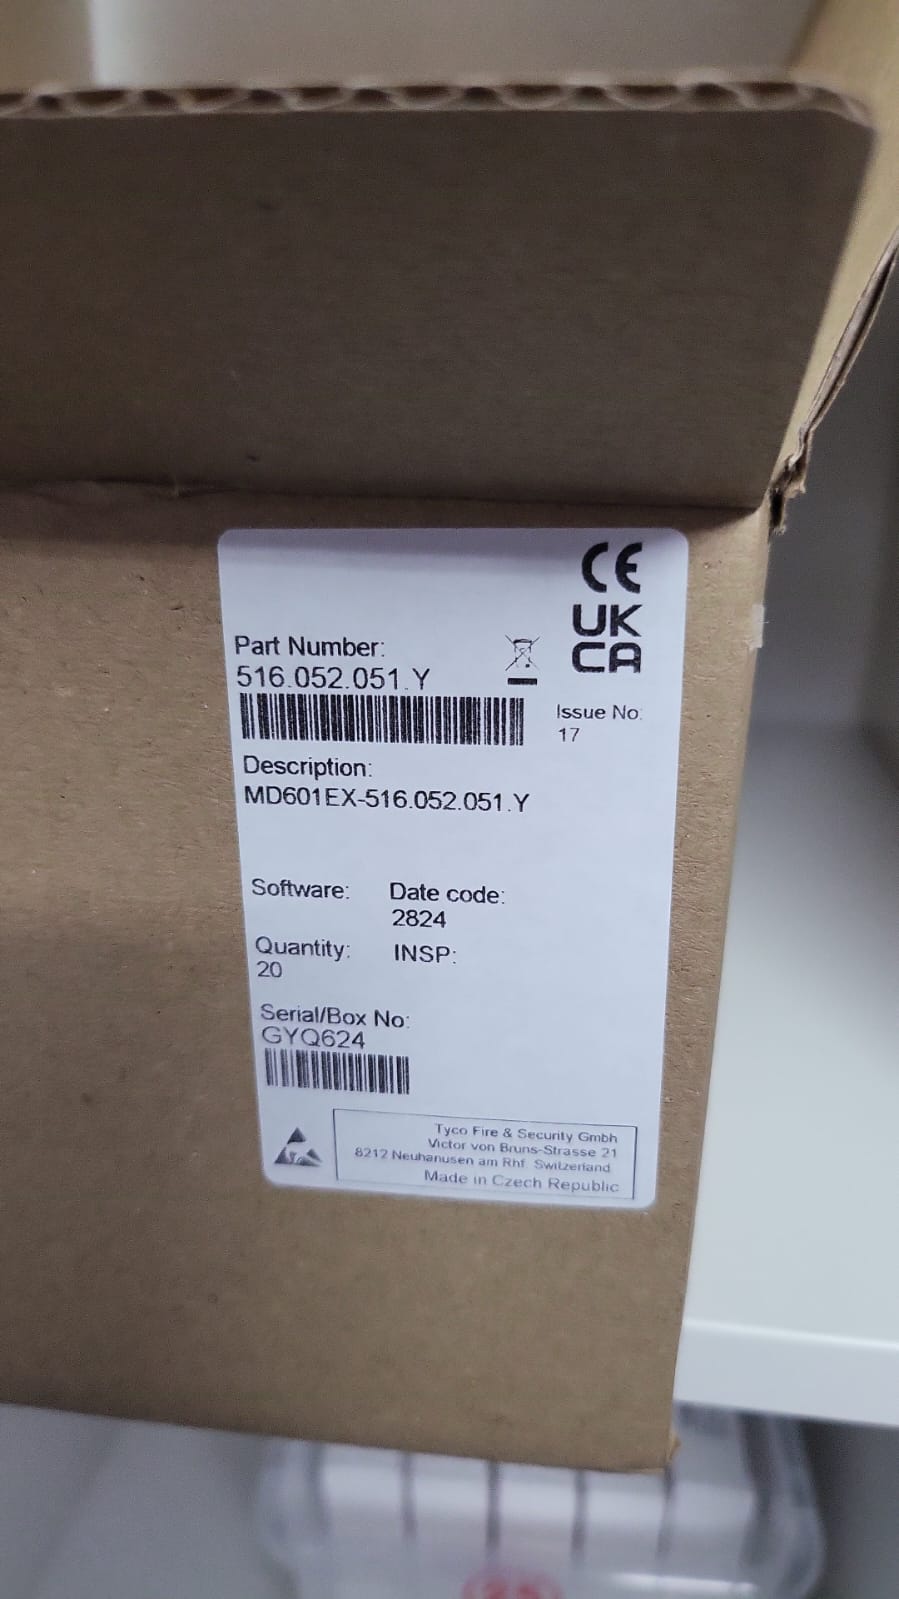 CE
UK
CA
Part Number:
516.052.051.Y
Issue No:
17
Description:
MD601EX-516.052.051.Y
Software:
Date code:
2824
Quantity:
20
INSP:
Serial/Box No:
GYQ624
Tyco Fire & Security Gmbh
Victor von Bruns-Strasse 21
8212 Neuhanusen am Rhf. Switzerland
Made in Czech Republic